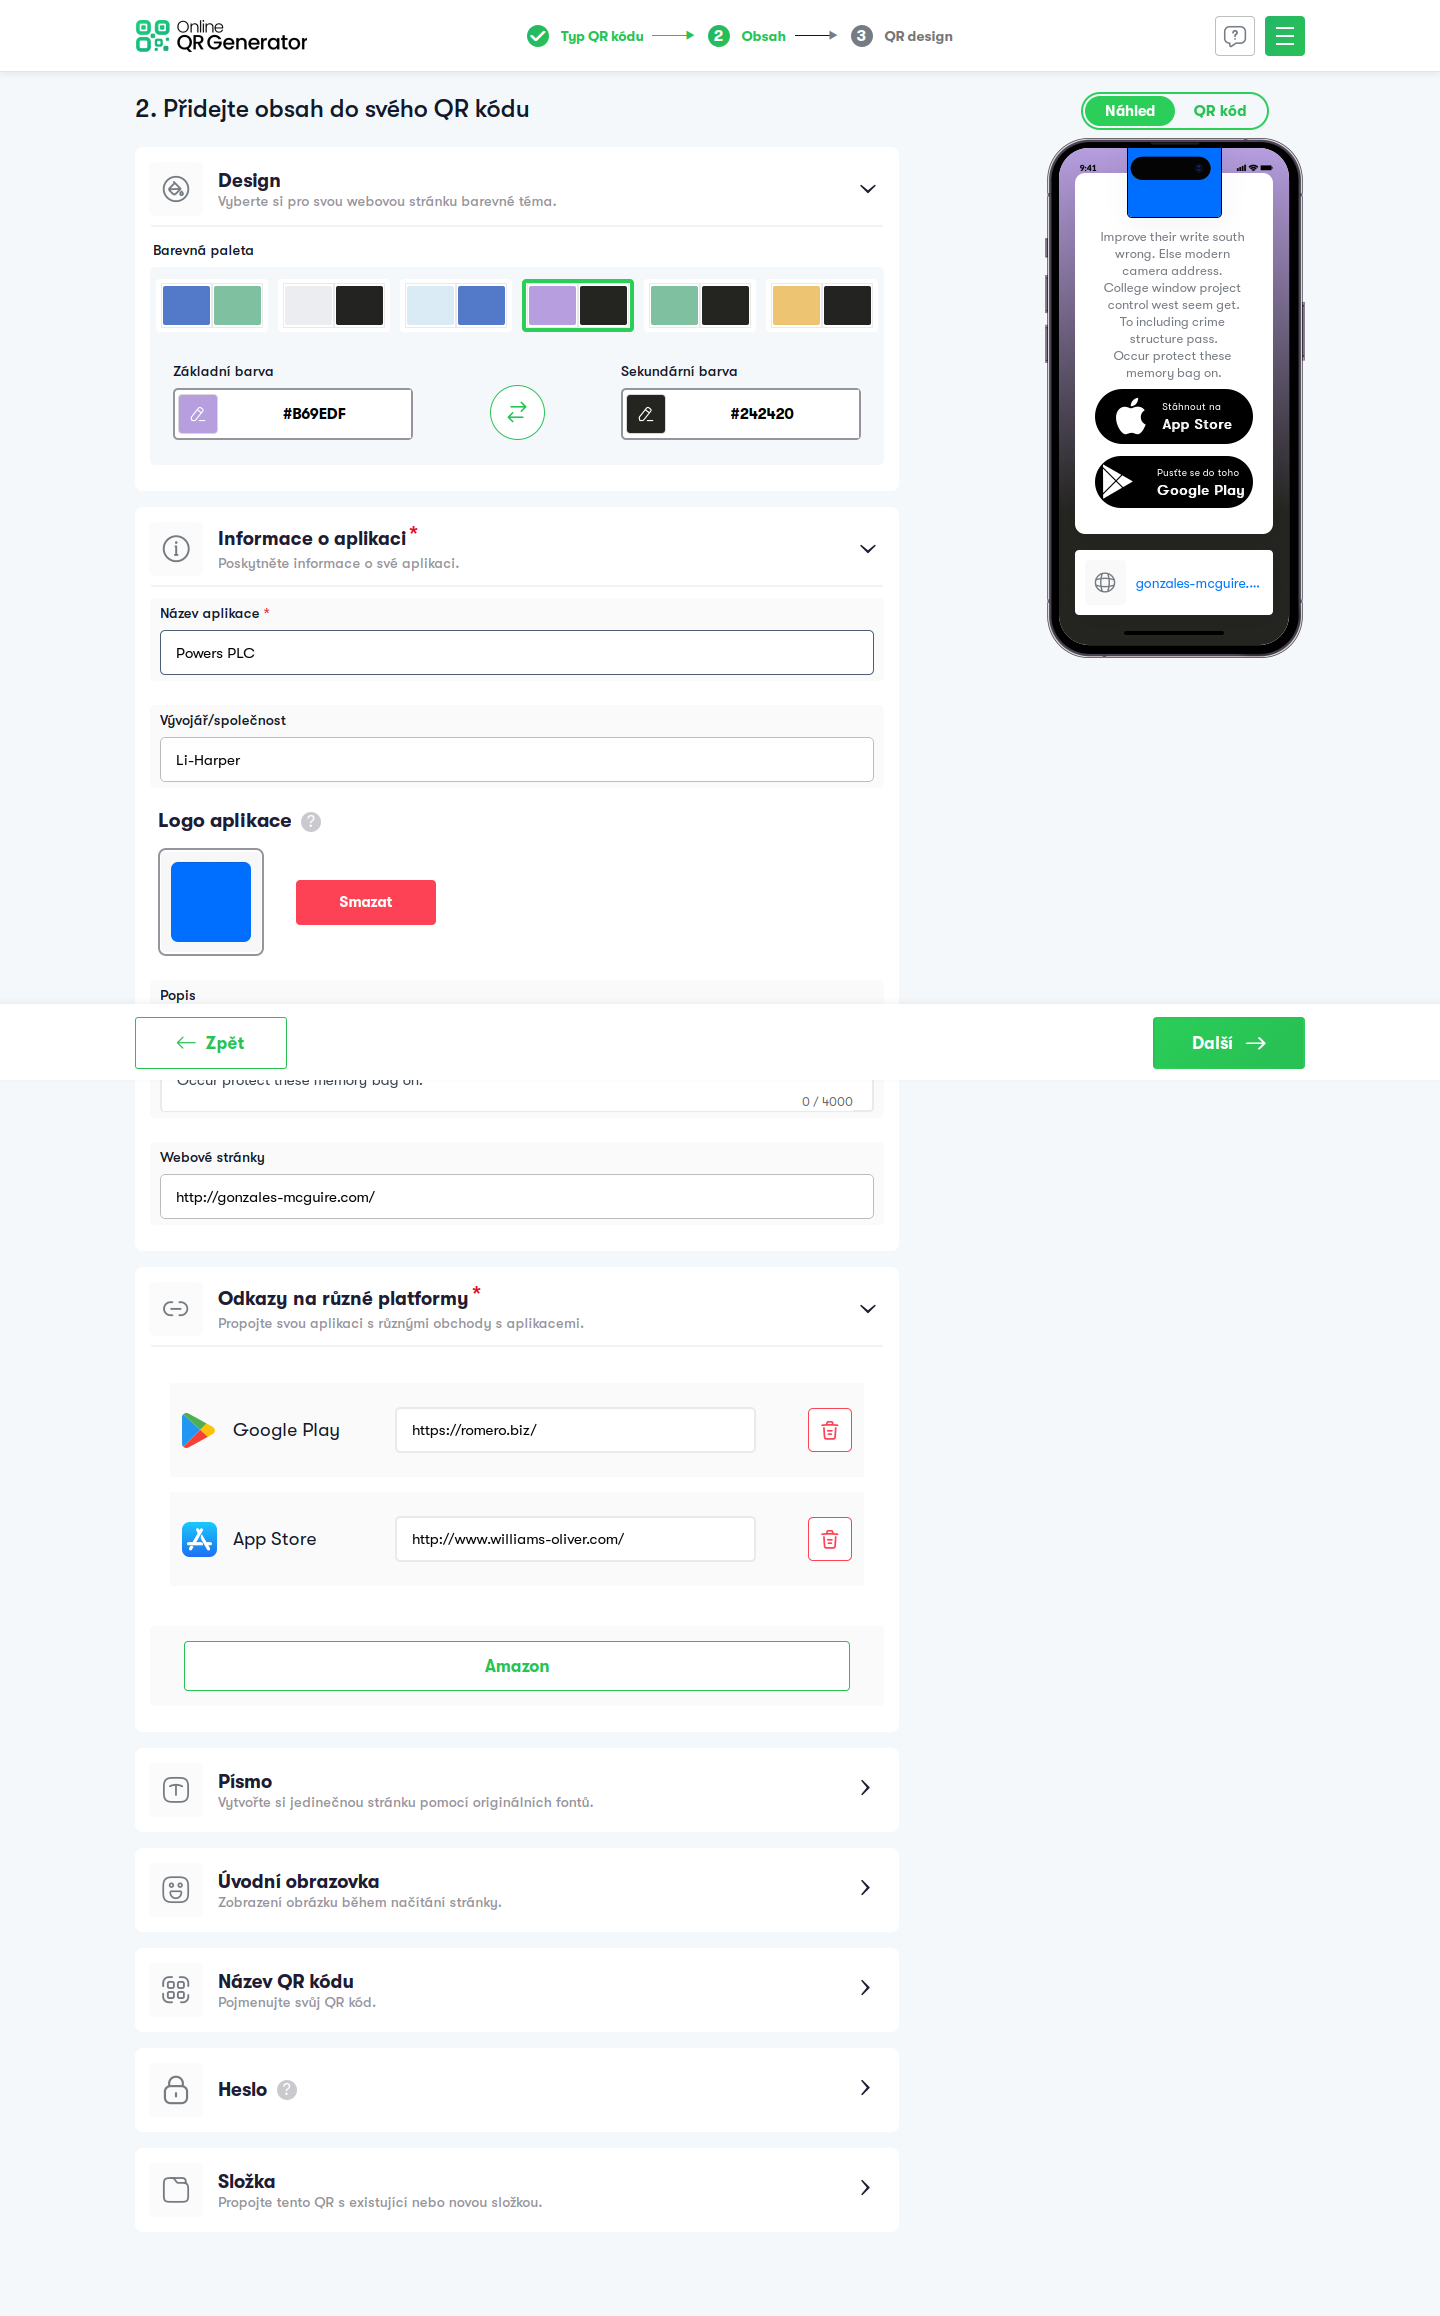 Online
QR Generator
Typ QR kódu
2
Obsah
3
QR design
2. Přidejte obsah do svého QR kódu
Náhled
QR kód
Design
Vyberte si pro svou webovou stránku barevné téma.
Barevná paleta
Základní barva
Sekundární barva
#B69EDF
#242420
9:41
Improve their write south
wrong. Else modern
camera address.
College window project
control west seem get.
To including crime
structure pass.
Occur protect these
memory bag on.
Stáhnout na
App Store
Pusťte se do toho
Google Play
gonzales-mcguire....
Informace o aplikaci *
Poskytněte informace o své aplikaci.
Název aplikace *
Powers PLC
Vývojář/společnost
Li-Harper
Logo aplikace ?
Smazat
Popis
Zpět
Další
Occur protect these memory bag on.
0 / 4000
Webové stránky
http://gonzales-mcguire.com/
Odkazy na různé platformy *
Propojte svou aplikaci s různými obchody s aplikacemi.
Google Play
https://romero.biz/
App Store
http://www.williams-oliver.com/
Amazon
Písmo
Vytvořte si jedinečnou stránku pomocí originálních fontů.
Úvodní obrazovka
Zobrazení obrázku během načítání stránky.
Název QR kódu
Pojmenujte svůj QR kód.
Heslo ?
Složka
Propojte tento QR s existující nebo novou složkou.